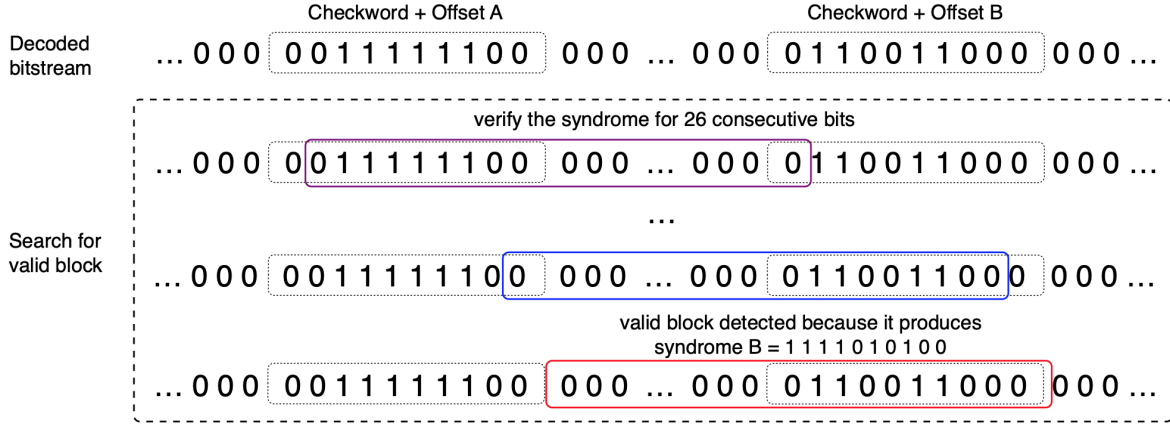 Checkword + Offset A Checkword + Offset B
Decoded bitstream ... 0 0 0 0 0 1 1 1 1 1 1 0 0 0 0 0 ... 0 0 0 0 1 1 0 0 1 1 0 0 0 0 0 0 ...
verify the syndrome for 26 consecutive bits
... 0 0 0 0 0 1 1 1 1 1 1 0 0 0 0 0 ... 0 0 0 0 1 1 0 0 1 1 0 0 0 0 0 0 ...
...
Search for valid block ... 0 0 0 0 0 1 1 1 1 1 1 0 0 0 0 0 ... 0 0 0 0 1 1 0 0 1 1 0 0 0 0 0 0 ...
valid block detected because it produces
syndrome B = 1 1 1 1 0 1 0 1 0 0
... 0 0 0 0 0 1 1 1 1 1 1 0 0 0 0 0 ... 0 0 0 0 1 1 0 0 1 1 0 0 0 0 0 0 ...